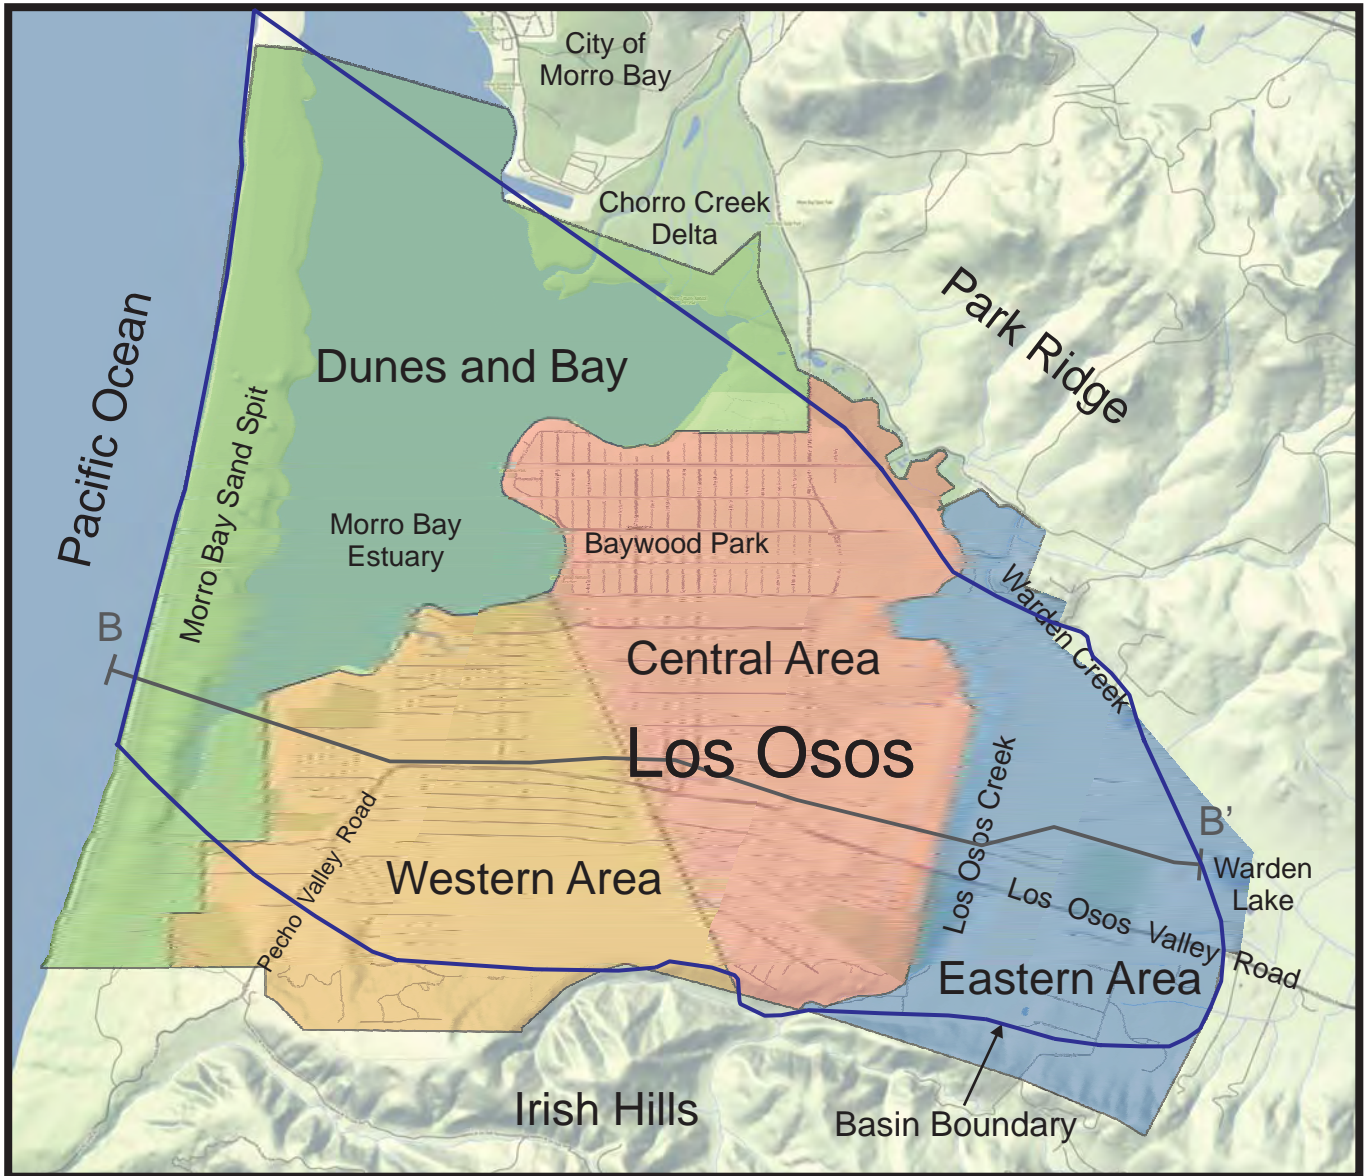 City of
Morro Bay
Chorro Creek
Delta
Park Ridge
Pacific Ocean
Dunes and Bay
Morro Bay Sand Spit
Morro Bay
Estuary
Baywood Park
Warden Creek
B
Central Area
Los Osos
Los Osos Creek
B’
Warden
Lake
Pecho Valley Road
Western Area
Los Osos Valley Road
Eastern Area
Irish Hills
Basin Boundary